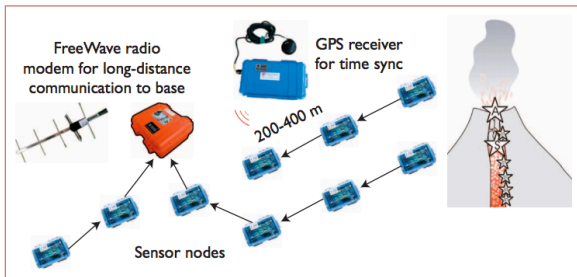 FreeWave radio
modem for long-distance
communication to base
GPS receiver
for time sync
200-400 m
Sensor nodes